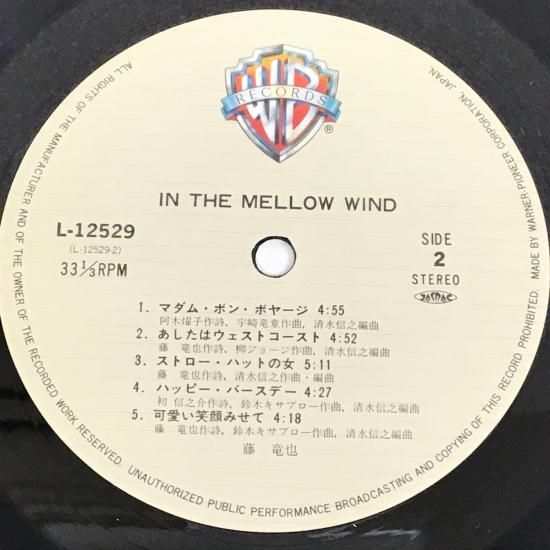 WB
RECORDS
®
IN THE MELLOW WIND
L-12529
(L-12529-2)
33 1/3 RPM
SIDE
2
STEREO
JASRAC
1. マダム・ボン・ボヤージ 4:55
阿木燿子作詩、宇崎竜童作曲、清水信之編曲
2. あしたはウェストコースト 4:52
藤 竜也作詩、柳ジョージ作曲、清水信之編曲
3. ストロー・ハットの女 5:11
藤 竜也作詩、清水信之作曲・編曲
4. ハッピー・バースデー 4:27
初 信之介作詩、鈴木キサブロー作曲、清水信之編曲
5. 可愛い笑顔みせて 4:18
藤 竜也作詩、鈴木キサブロー作曲、清水信之編曲
藤 竜也
ALL RIGHTS OF THE MANUFACTURER AND OF THE OWNER OF THE RECORDED WORK RESERVED. UNAUTHORIZED PUBLIC PERFORMANCE BROADCASTING AND COPYING OF THIS RECORD PROHIBITED. MADE BY WARNER-PIONEER CORPORATION, JAPAN.